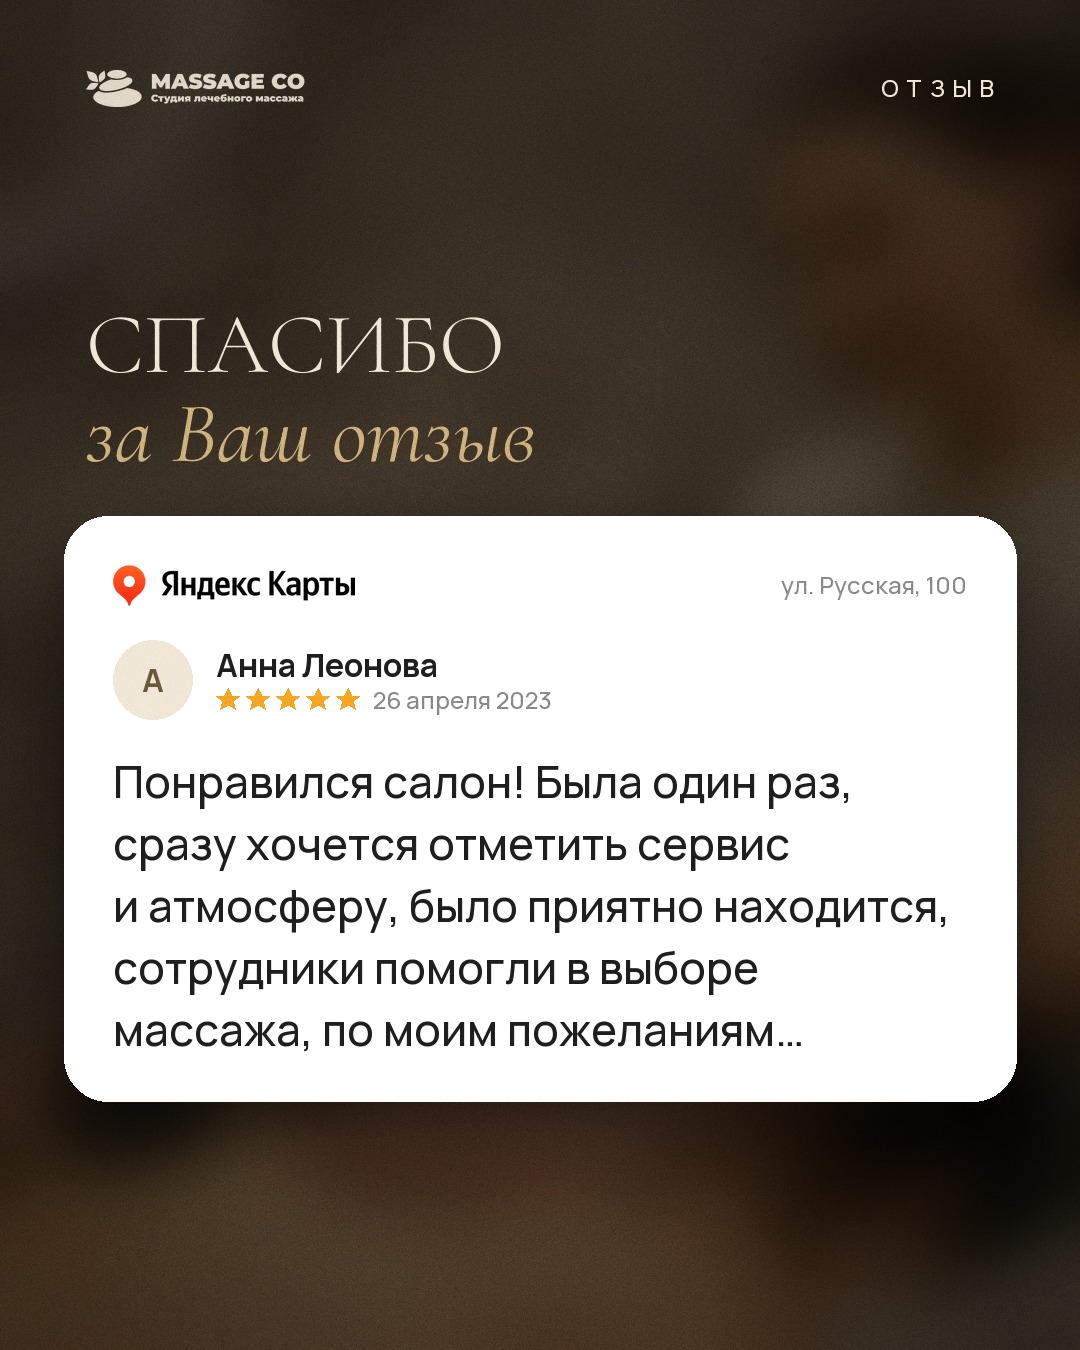 MASSAGE CO
Студия лечебного массажа
ОТЗЫВ
СПАСИБО
за Ваш отзыв
Яндекс Карты
ул. Русская, 100
А
Анна Леонова
26 апреля 2023
Понравился салон! Была один раз,
сразу хочется отметить сервис
и атмосферу, было приятно находится,
сотрудники помогли в выборе
массажа, по моим пожеланиям...